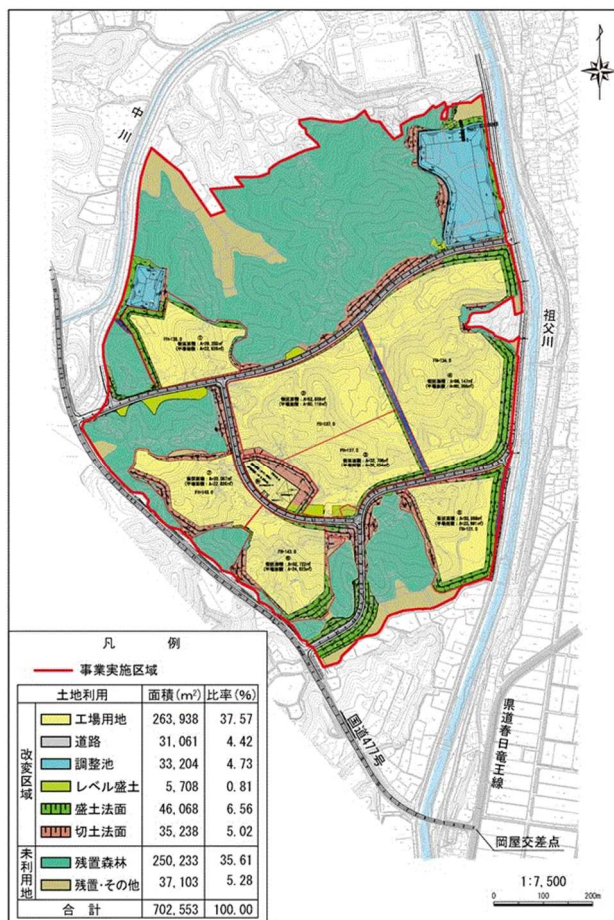 中川
祖父川
①
③
④
⑦
⑥
国道477号
県道春日竜王線
岡屋交差点
凡 例
事業実施区域
土地利用 面積(m²) 比率(%)
改変区域
工場用地 263,938 37.57
道路 31,061 4.42
調整池 33,204 4.73
レベル盛土 5,708 0.81
盛土法面 46,068 6.56
切土法面 35,238 5.02
未利用地
残置森林 250,233 35.61
残置・その他 37,103 5.28
合 計 702,553 100.00
1:7,500
0 100 200m